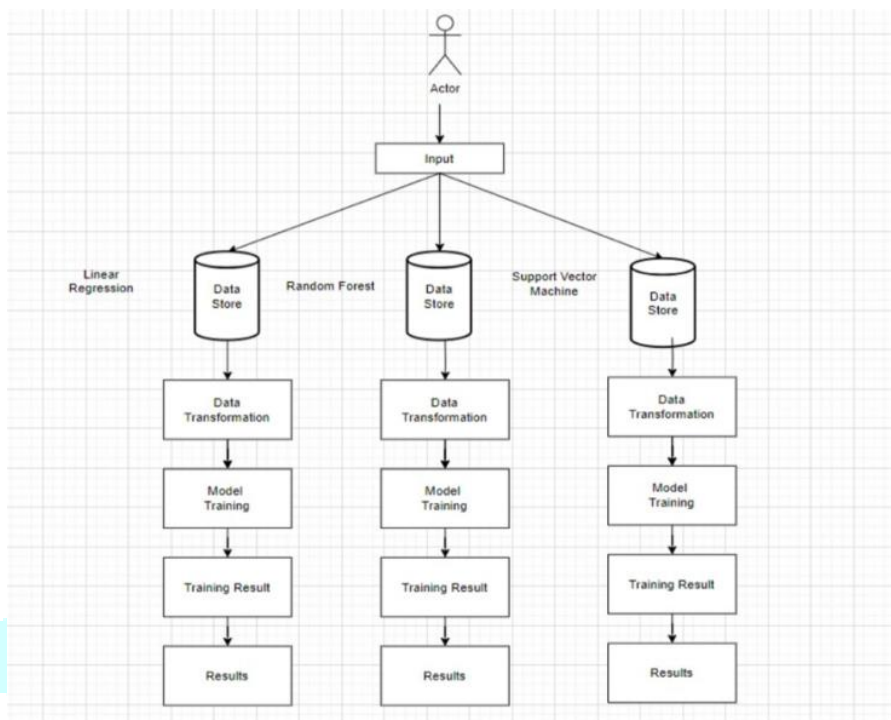 Actor
Input
Linear
Regression
Data
Store
Random Forest
Data
Store
Support Vector
Machine
Data
Store
Data
Transformation
Data
Transformation
Data
Transformation
Model
Training
Model
Training
Model
Training
Training Result
Training Result
Training Result
Results
Results
Results